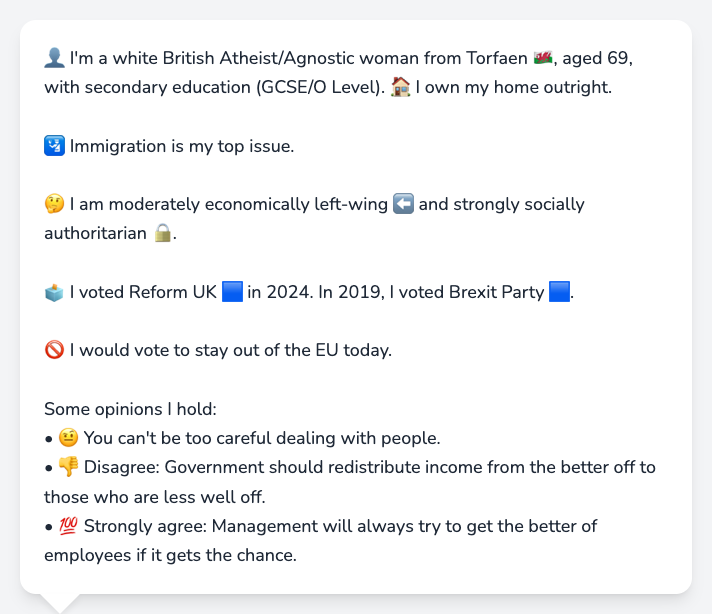 👤 I'm a white British Atheist/Agnostic woman from Torfaen 🏴󠁧󠁢󠁷󠁬󠁳󠁿, aged 69,
with secondary education (GCSE/O Level). 🏠 I own my home outright.
🛂 Immigration is my top issue.
🤔 I am moderately economically left-wing ⬅️ and strongly socially
authoritarian 🔒.
🗳️ I voted Reform UK 🟦 in 2024. In 2019, I voted Brexit Party 🟦.
🚫 I would vote to stay out of the EU today.
Some opinions I hold:
• 🤨 You can't be too careful dealing with people.
• 👎 Disagree: Government should redistribute income from the better off to
those who are less well off.
• 💯 Strongly agree: Management will always try to get the better of
employees if it gets the chance.